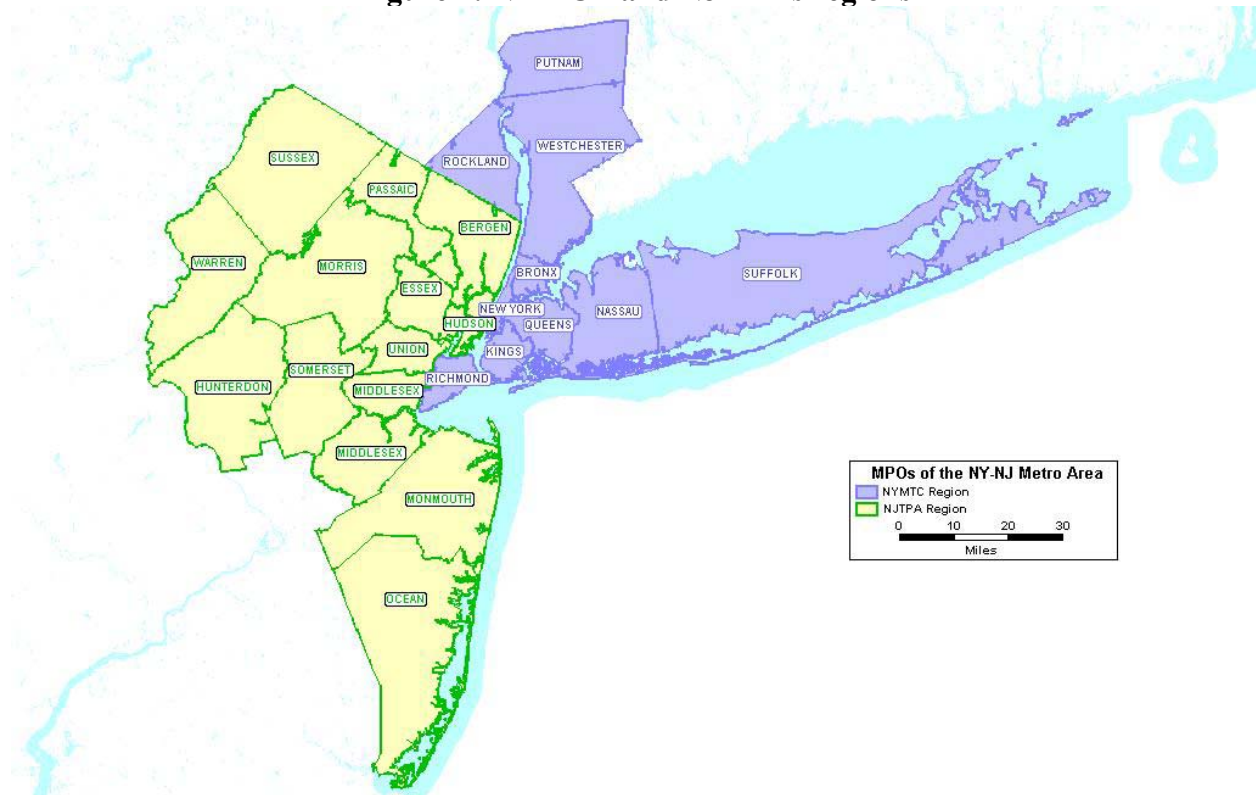 PUTNAM
WESTCHESTER
ROCKLAND
SUSSEX
PASSAIC
BERGEN
WARREN
MORRIS
BRONX
SUFFOLK
ESSEX
NEW YORK
NASSAU
HUDSON
QUEENS
UNION
KINGS
SOMERSET
RICHMOND
HUNTERDON
MIDDLESEX
MIDDLESEX
MONMOUTH
OCEAN
MPOs of the NY-NJ Metro Area
NYMTC Region
NJTPA Region
0 10 20 30
Miles